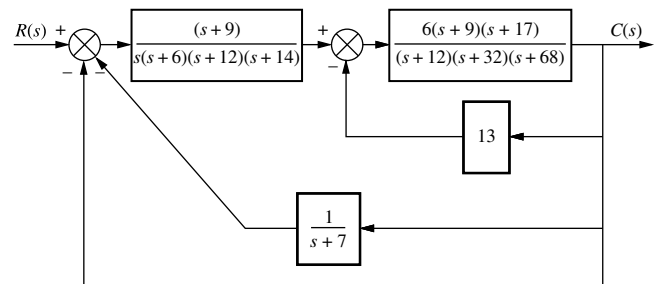 R(s) + − −
(s + 9)
s(s + 6)(s + 12)(s + 14)
+ −
6(s + 9)(s + 17)
(s + 12)(s + 32)(s + 68)
C(s)
13
1
s + 7